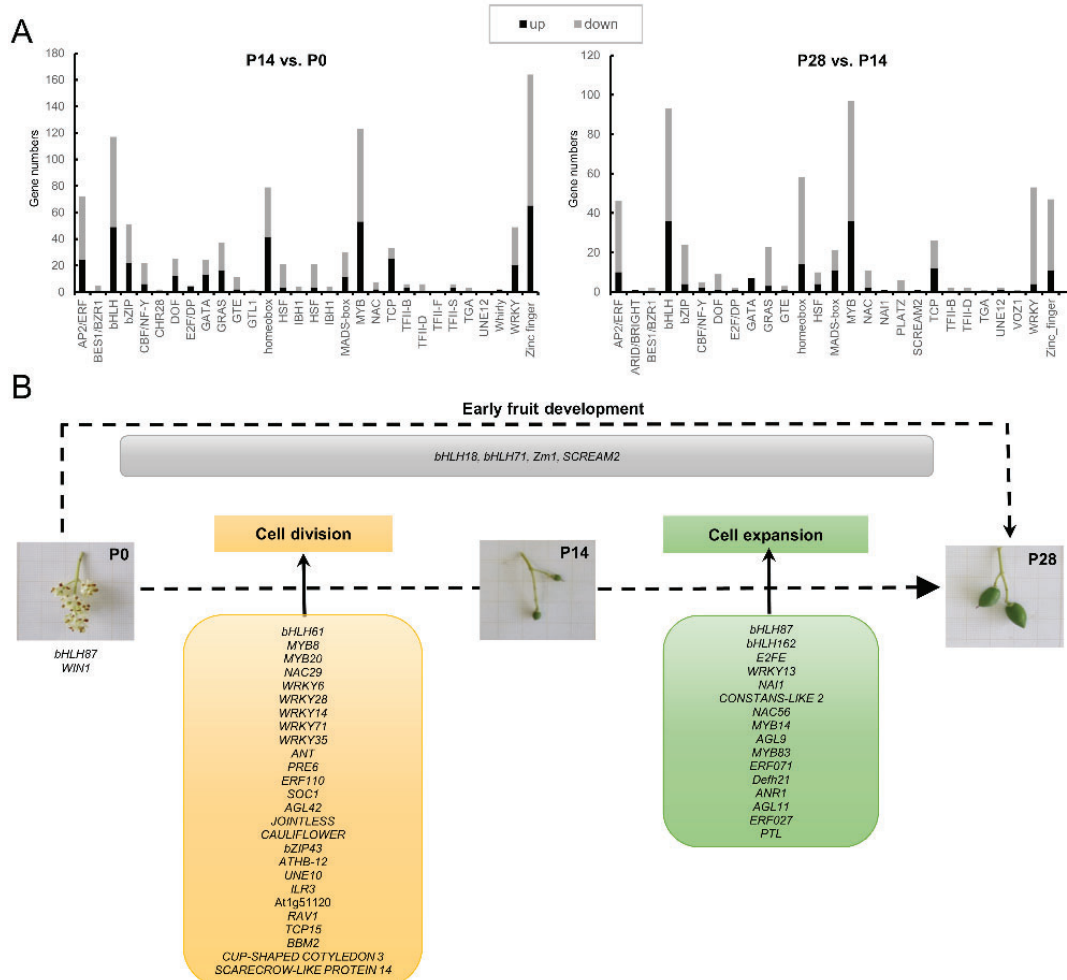 A
up down
P14 vs. P0
180
160
140
120
100
80
60
40
20
0
Gene numbers
AP2/ERF
BES1/BZR1
bHLH
bZIP
CBF/NF-Y
CHR28
DOF
E2F/DP
GATA
GRAS
GTE
GTL1
homeobox
HSF
IBH1
HSF
IBH1
MADS-box
MYB
NAC
TCP
TFII-B
TFII-D
TFII-F
TFII-S
TGA
UNE12
Whirly
WRKY
Zinc finger
P28 vs. P14
120
100
80
60
40
20
0
Gene numbers
AP2/ERF
ARID/BRIGHT
BES1/BZR1
bHLH
bZIP
CBF/NF-Y
DOF
E2F/DP
GATA
GRAS
GTE
homeobox
HSF
MADS-box
MYB
NAC
NAI1
PLATZ
SCREAM2
TCP
TFII-B
TFII-D
TGA
UNE12
VOZ1
WRKY
Zinc_finger
B
Early fruit development
bHLH18, bHLH71, Zm1, SCREAM2
Cell division
Cell expansion
P0
P14
P28
bHLH87
WIN1
bHLH61
MYB8
MYB20
NAC29
WRKY6
WRKY28
WRKY14
WRKY71
WRKY35
ANT
PRE6
ERF110
SOC1
AGL42
JOINTLESS
CAULIFLOWER
bZIP43
ATHB-12
UNE10
ILR3
At1g51120
RAV1
TCP15
BBM2
CUP-SHAPED COTYLEDON 3
SCARECROW-LIKE PROTEIN 14
bHLH87
bHLH162
E2FE
WRKY13
NAI1
CONSTANS-LIKE 2
NAC56
MYB14
AGL9
MYB83
ERF071
Defh21
ANR1
AGL11
ERF027
PTL